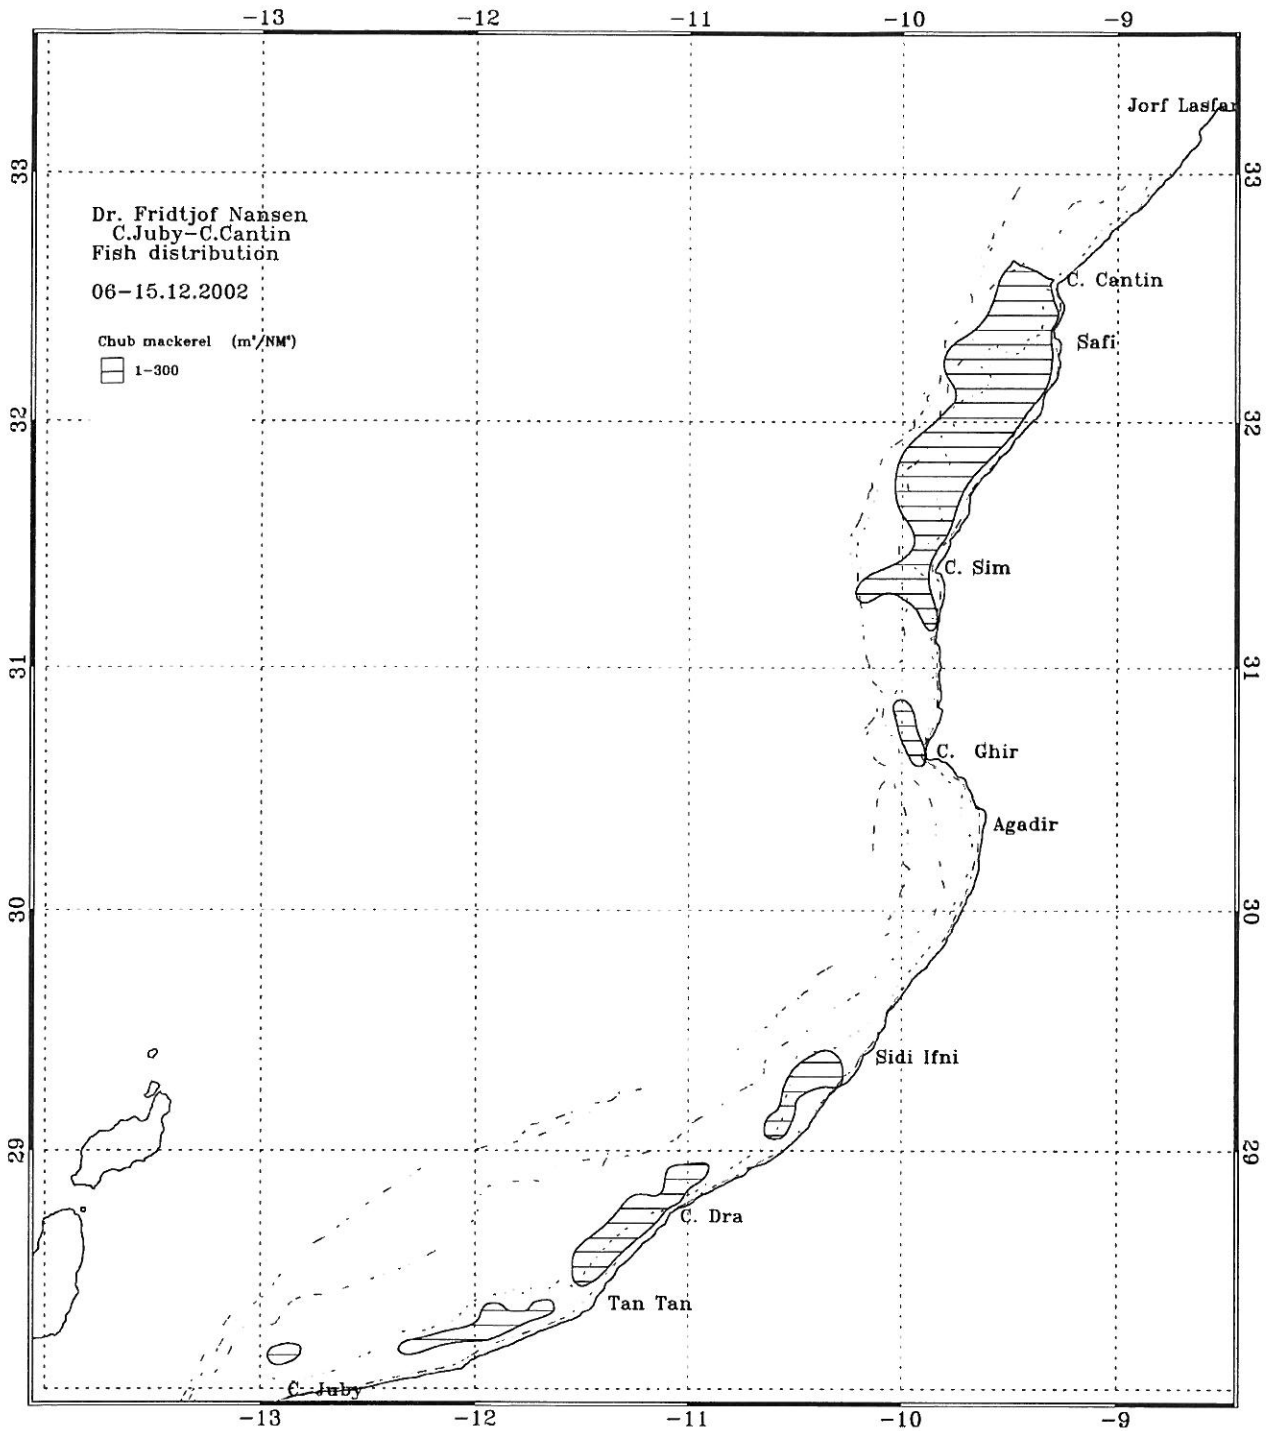 -13 -12 -11 -10 -9
Jorf Lasfar
33 33
Dr. Fridtjof Nansen
C.Juby-C.Cantin
Fish distribution
C. Cantin
06-15.12.2002
Chub mackerel (m²/NM²)
Safi
1-300
32 32
C. Sim
31 31
C. Ghir
Agadir
30 30
Sidi Ifni
29 29
C. Dra
Tan Tan
C. Juby
-13 -12 -11 -10 -9